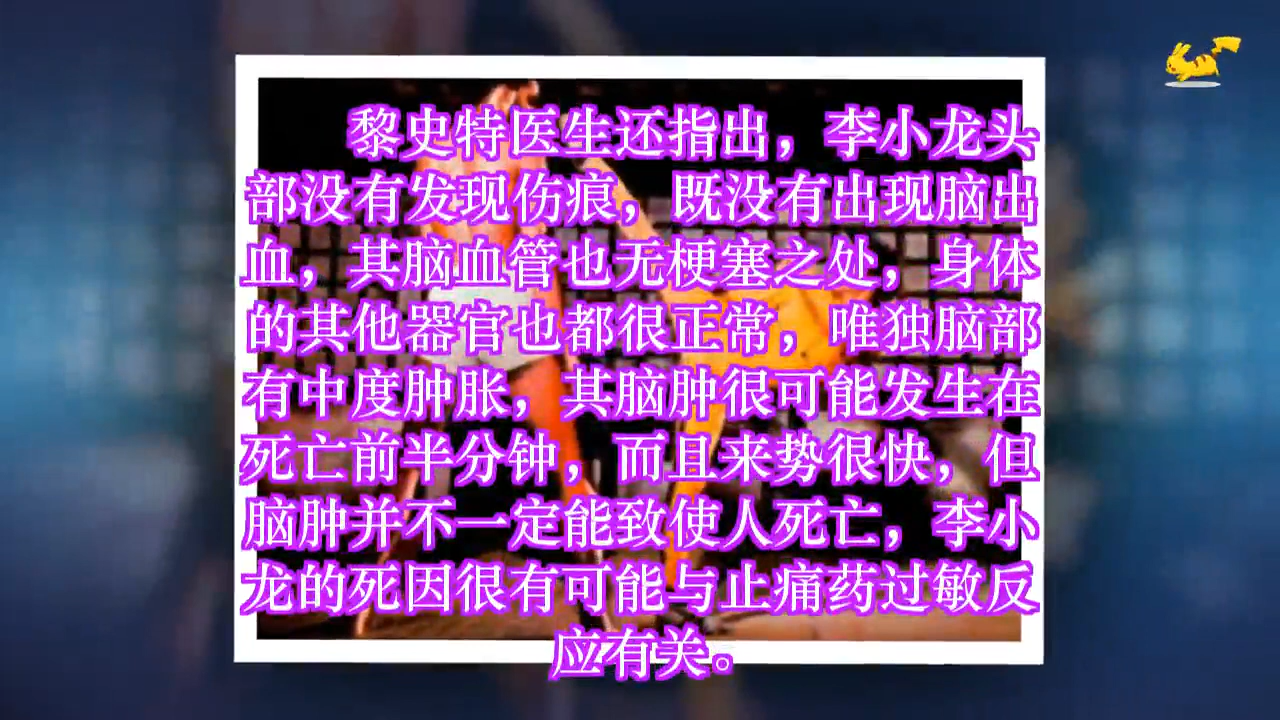 黎史特医生还指出，李小龙头
部没有发现伤痕，既没有出现脑出
血，其脑血管也无梗塞之处，身体
的其他器官也都很正常，唯独脑部
有中度肿胀，其脑肿很可能发生在
死亡前半分钟，而且来势很快，但
脑肿并不一定能致使人死亡，李小
龙的死因很有可能与止痛药过敏反
应有关。